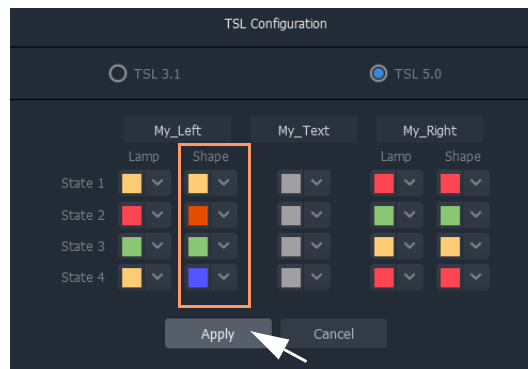 TSL Configuration
TSL 3.1 TSL 5.0
My_Left My_Text My_Right
Lamp Shape Lamp Shape
State 1
State 2
State 3
State 4
Apply Cancel